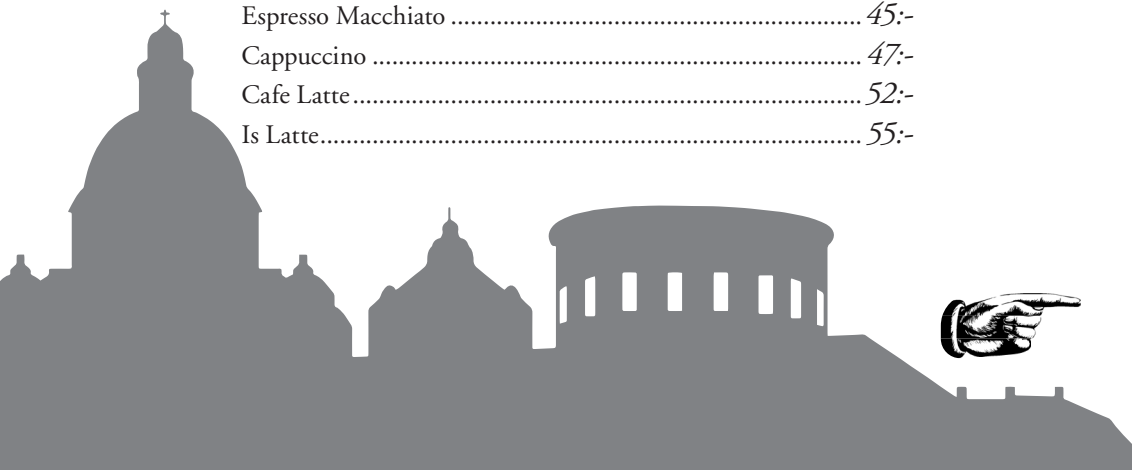 Espresso Macchiato ..................................................................... 45:-
Cappuccino ................................................................................ 47:-
Cafe Latte ................................................................................... 52:-
Is Latte ........................................................................................ 55:-